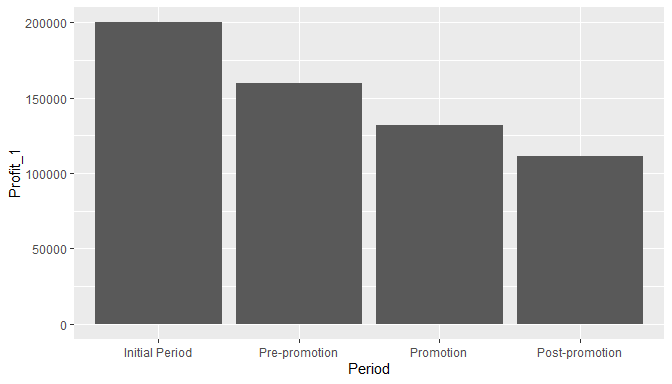 200000
150000
100000
50000
0
Profit_1
Initial Period Pre-promotion Promotion Post-promotion
Period